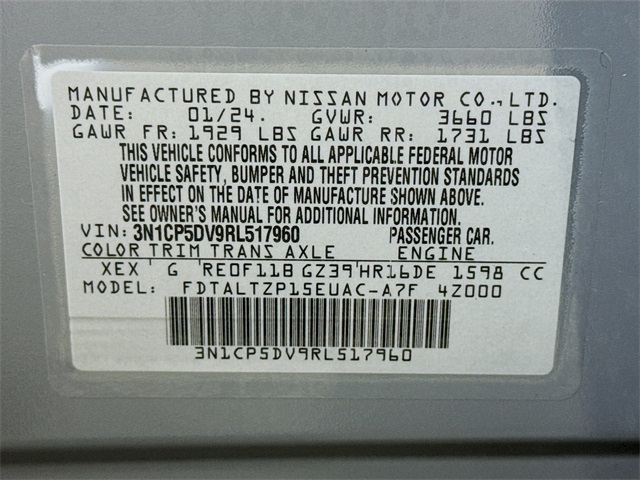 MANUFACTURED BY NISSAN MOTOR CO.,LTD.
DATE: 01/24. GVWR: 3660 LBS
GAWR FR: 1929 LBS GAWR RR: 1731 LBS
THIS VEHICLE CONFORMS TO ALL APPLICABLE FEDERAL MOTOR
VEHICLE SAFETY, BUMPER AND THEFT PREVENTION STANDARDS
IN EFFECT ON THE DATE OF MANUFACTURE SHOWN ABOVE.
SEE OWNER'S MANUAL FOR ADDITIONAL INFORMATION.
VIN: 3N1CP5DV9RL517960 PASSENGER CAR.
COLOR TRIM TRANS AXLE ENGINE
XEX G RE0F11B GZ39 HR16DE 1598 CC
MODEL: FDTALTZP15EUAC-A7F 4Z000
3N1CP5DV9RL517960